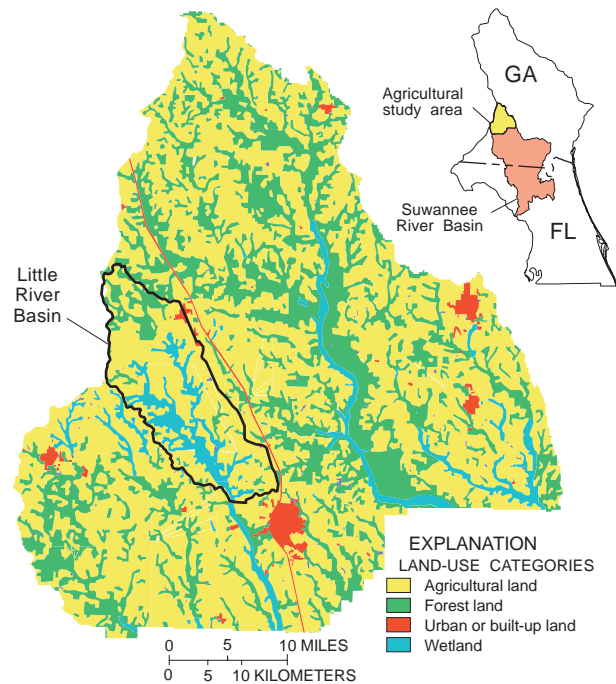 GA
Agricultural
study area
Suwannee
River Basin
FL
Little
River
Basin
EXPLANATION
LAND-USE CATEGORIES
Agricultural land
Forest land
Urban or built-up land
Wetland
0 5 10 MILES
0 5 10 KILOMETERS